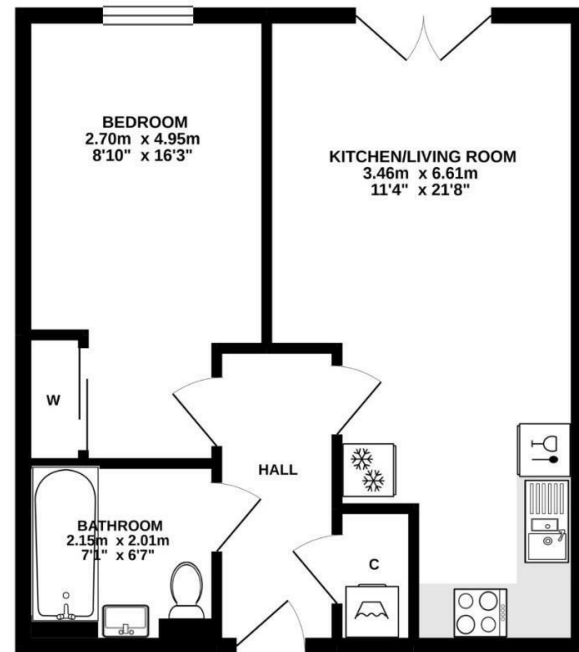 BEDROOM
2.70m x 4.95m
8'10" x 16'3"
KITCHEN/LIVING ROOM
3.46m x 6.61m
11'4" x 21'8"
W
HALL
BATHROOM
2.15m x 2.01m
7'1" x 6'7"
C